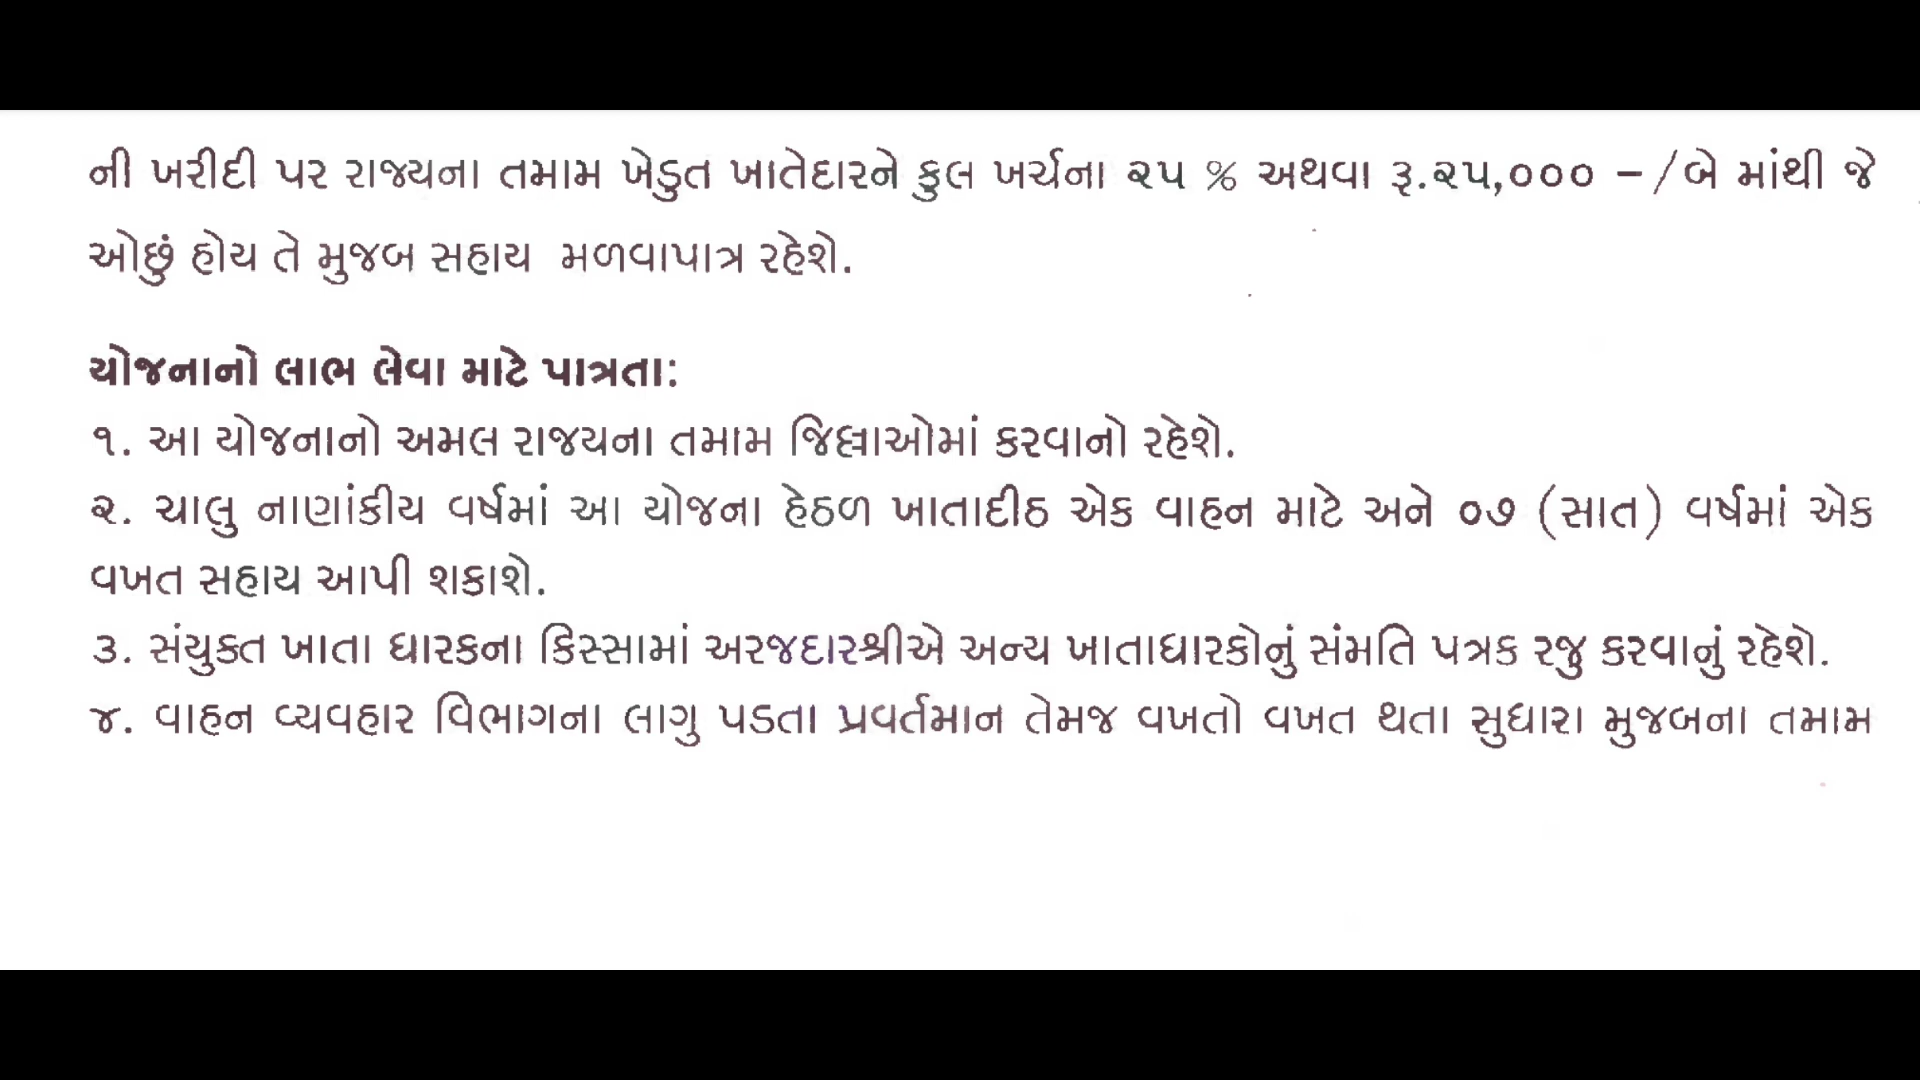 ની ખરીદી પર રાજ્યના તમામ ખેડુત ખાતેદારને કુલ ખર્ચના ૨૫ % અથવા રૂ.૨૫,૦૦૦ -/બે માંથી જે
ઓછું હોય તે મુજબ સહાય મળવાપાત્ર રહેશે.
યોજનાનો લાભ લેવા માટે પાત્રતા:
૧. આ યોજનાનો અમલ રાજયના તમામ જિલ્લાઓમાં કરવાનો રહેશે.
૨. ચાલુ નાણાંકીય વર્ષમાં આ યોજના હેઠળ ખાતાદીઠ એક વાહન માટે અને ૦૭ (સાત) વર્ષમાં એક
વખત સહાય આપી શકાશે.
૩. સંયુક્ત ખાતા ધારકના કિસ્સામાં અરજદારશ્રીએ અન્ય ખાતાધારકોનું સંમતિ પત્રક રજુ કરવાનું રહેશે.
૪. વાહન વ્યવહાર વિભાગના લાગુ પડતા પ્રવર્તમાન તેમજ વખતો વખત થતા સુધારા મુજબના તમામ